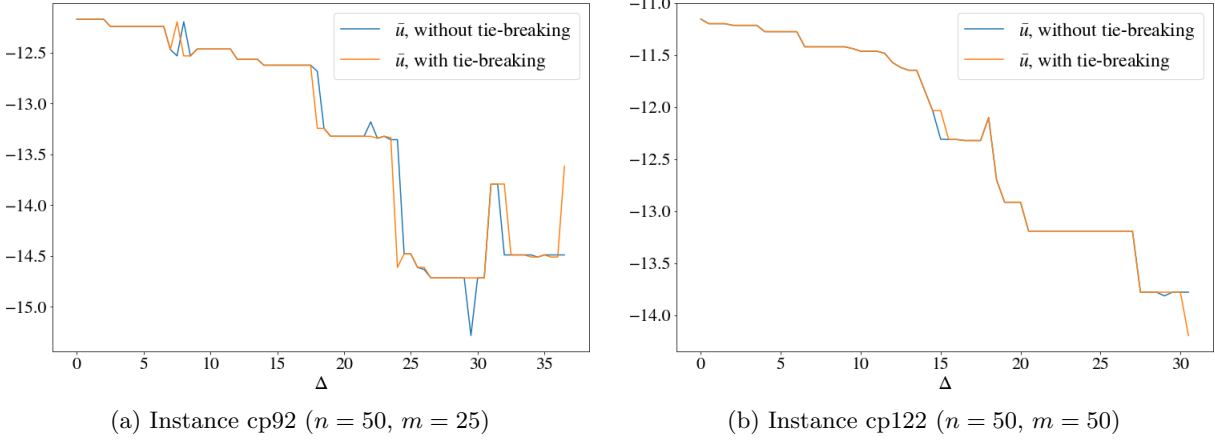 −12.5
−13.0
−13.5
−14.0
−14.5
−15.0
0 5 10 15 20 25 30 35
Δ
ū, without tie-breaking
ū, with tie-breaking
(a) Instance cp92 (n = 50, m = 25)
−11.0
−11.5
−12.0
−12.5
−13.0
−13.5
−14.0
0 5 10 15 20 25 30
Δ
ū, without tie-breaking
ū, with tie-breaking
(b) Instance cp122 (n = 50, m = 50)